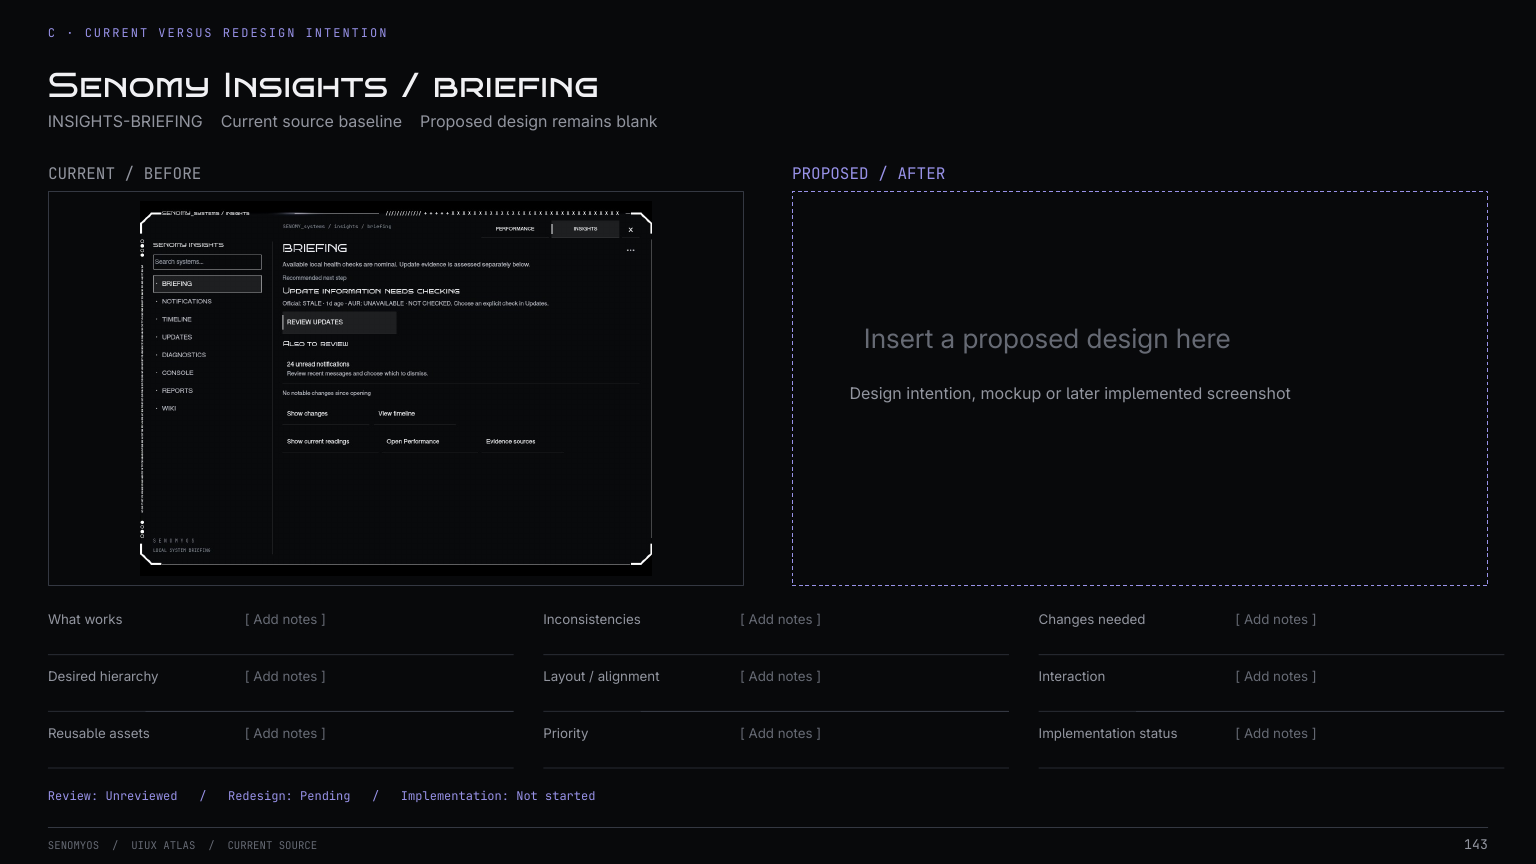 C · CURRENT VERSUS REDESIGN INTENTION
Senomy Insights / briefing
INSIGHTS-BRIEFING Current source baseline Proposed design remains blank
CURRENT / BEFORE
SENOMY_systems / insights
SENOMY_systems / Insights / briefing
PERFORMANCE
INSIGHTS
X
SENOMY INSIGHTS
Search systems...
· BRIEFING
· NOTIFICATIONS
· TIMELINE
· UPDATES
· DIAGNOSTICS
· CONSOLE
· REPORTS
· WIKI
SENOMYOS
LOCAL SYSTEM BRIEFING
BRIEFING
...
Available local health checks are nominal. Update evidence is assessed separately below.
Recommended next step
Update information needs checking
Official: STALE · 1d ago · AUR: UNAVAILABLE · NOT CHECKED. Choose an explicit check in Updates.
REVIEW UPDATES
Also to review
24 unread notifications
Review recent messages and choose which to dismiss.
No notable changes since opening
Show changes View timeline
Show current readings Open Performance Evidence sources
PROPOSED / AFTER
Insert a proposed design here
Design intention, mockup or later implemented screenshot
What works [ Add notes ] Inconsistencies [ Add notes ] Changes needed [ Add notes ]
Desired hierarchy [ Add notes ] Layout / alignment [ Add notes ] Interaction [ Add notes ]
Reusable assets [ Add notes ] Priority [ Add notes ] Implementation status [ Add notes ]
Review: Unreviewed / Redesign: Pending / Implementation: Not started
SENOMYOS / UIUX ATLAS / CURRENT SOURCE
143